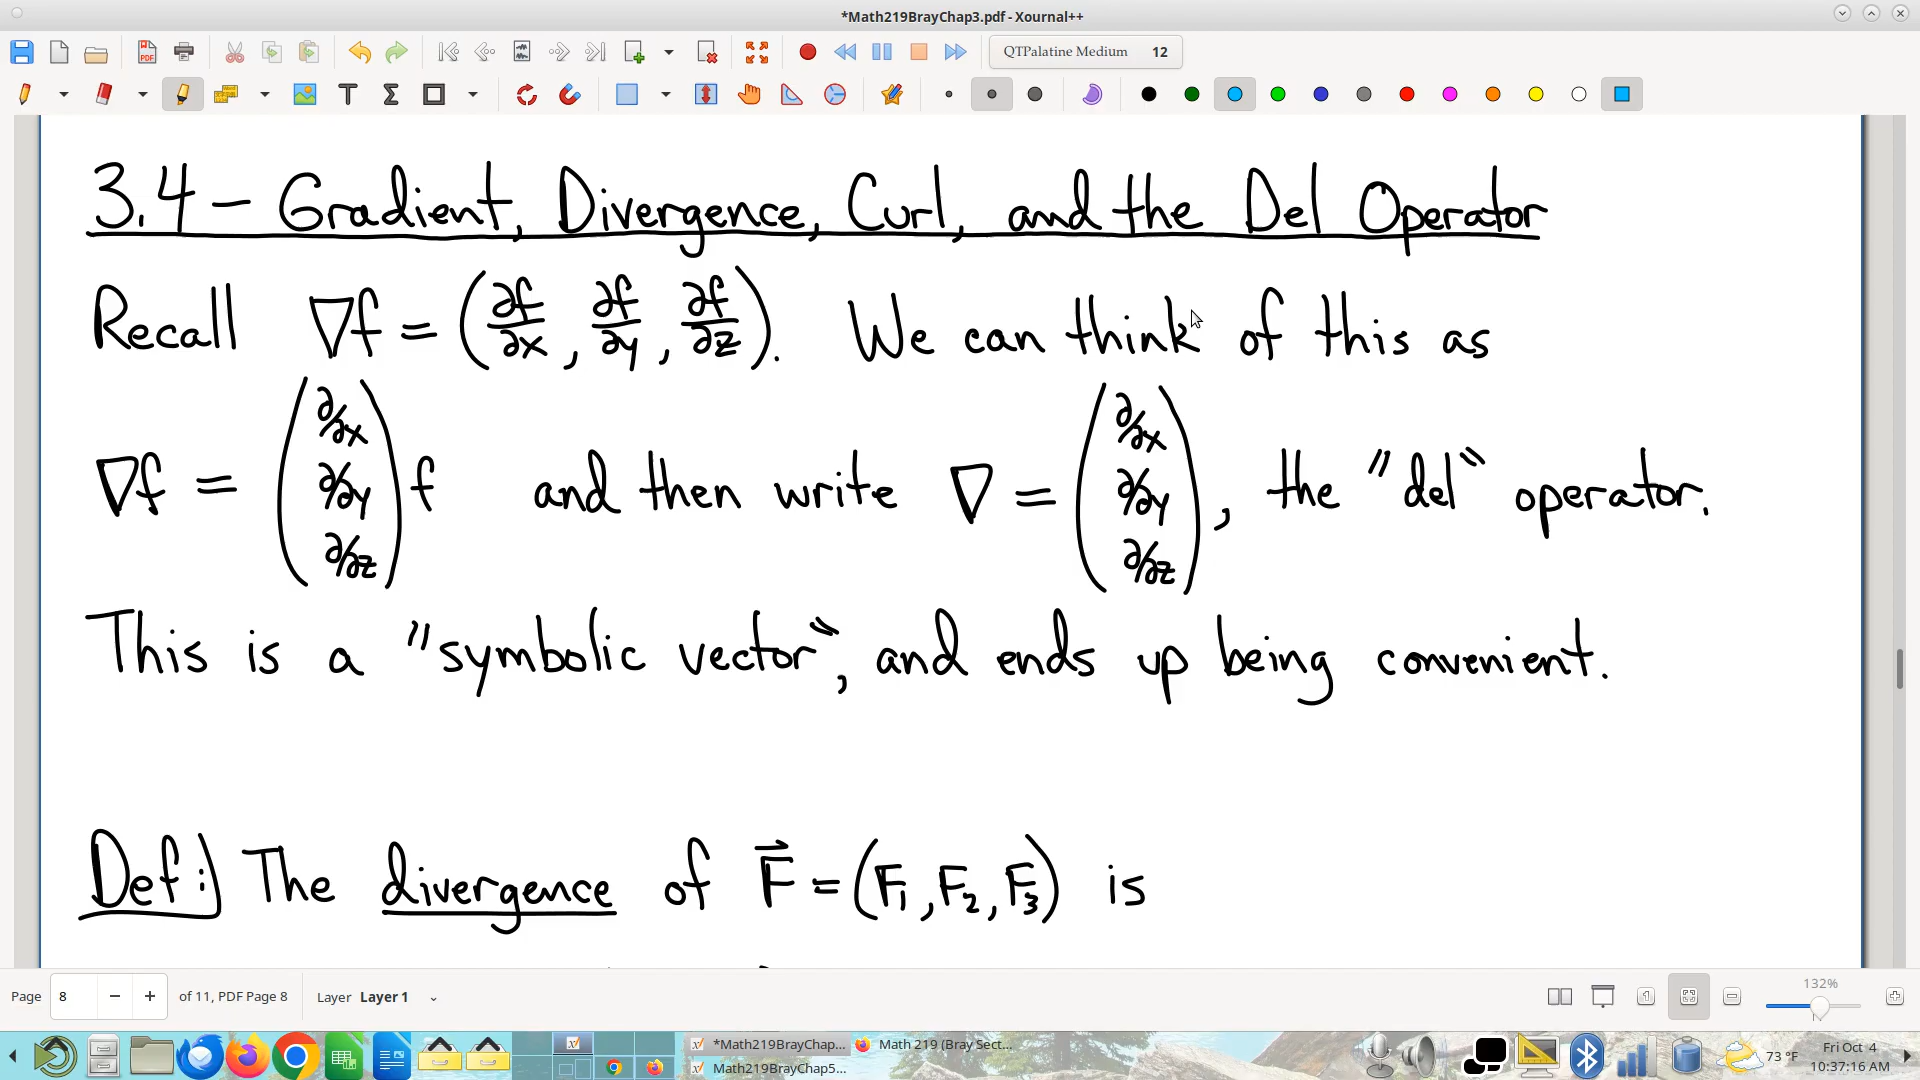 *Math219BrayChap3.pdf - Xournal++
QTPalatine Medium 12
3.4 – Gradient, Divergence, Curl, and the Del Operator
Recall ∇f = (∂f/∂x, ∂f/∂y, ∂f/∂z). We can think of this as
∇f = (∂/∂x ∂/∂y ∂/∂z) f and then write ∇ = (∂/∂x ∂/∂y ∂/∂z), the "del" operator.
This is a "symbolic vector", and ends up being convenient.
Def: The divergence of F⃗ = (F₁, F₂, F₃) is
Page 8 of 11, PDF Page 8 Layer Layer 1 132%
*Math219BrayChap... Math 219 (Bray Sect...
Math219BrayChap5...
73 °F
Fri Oct 4
10:37:16 AM